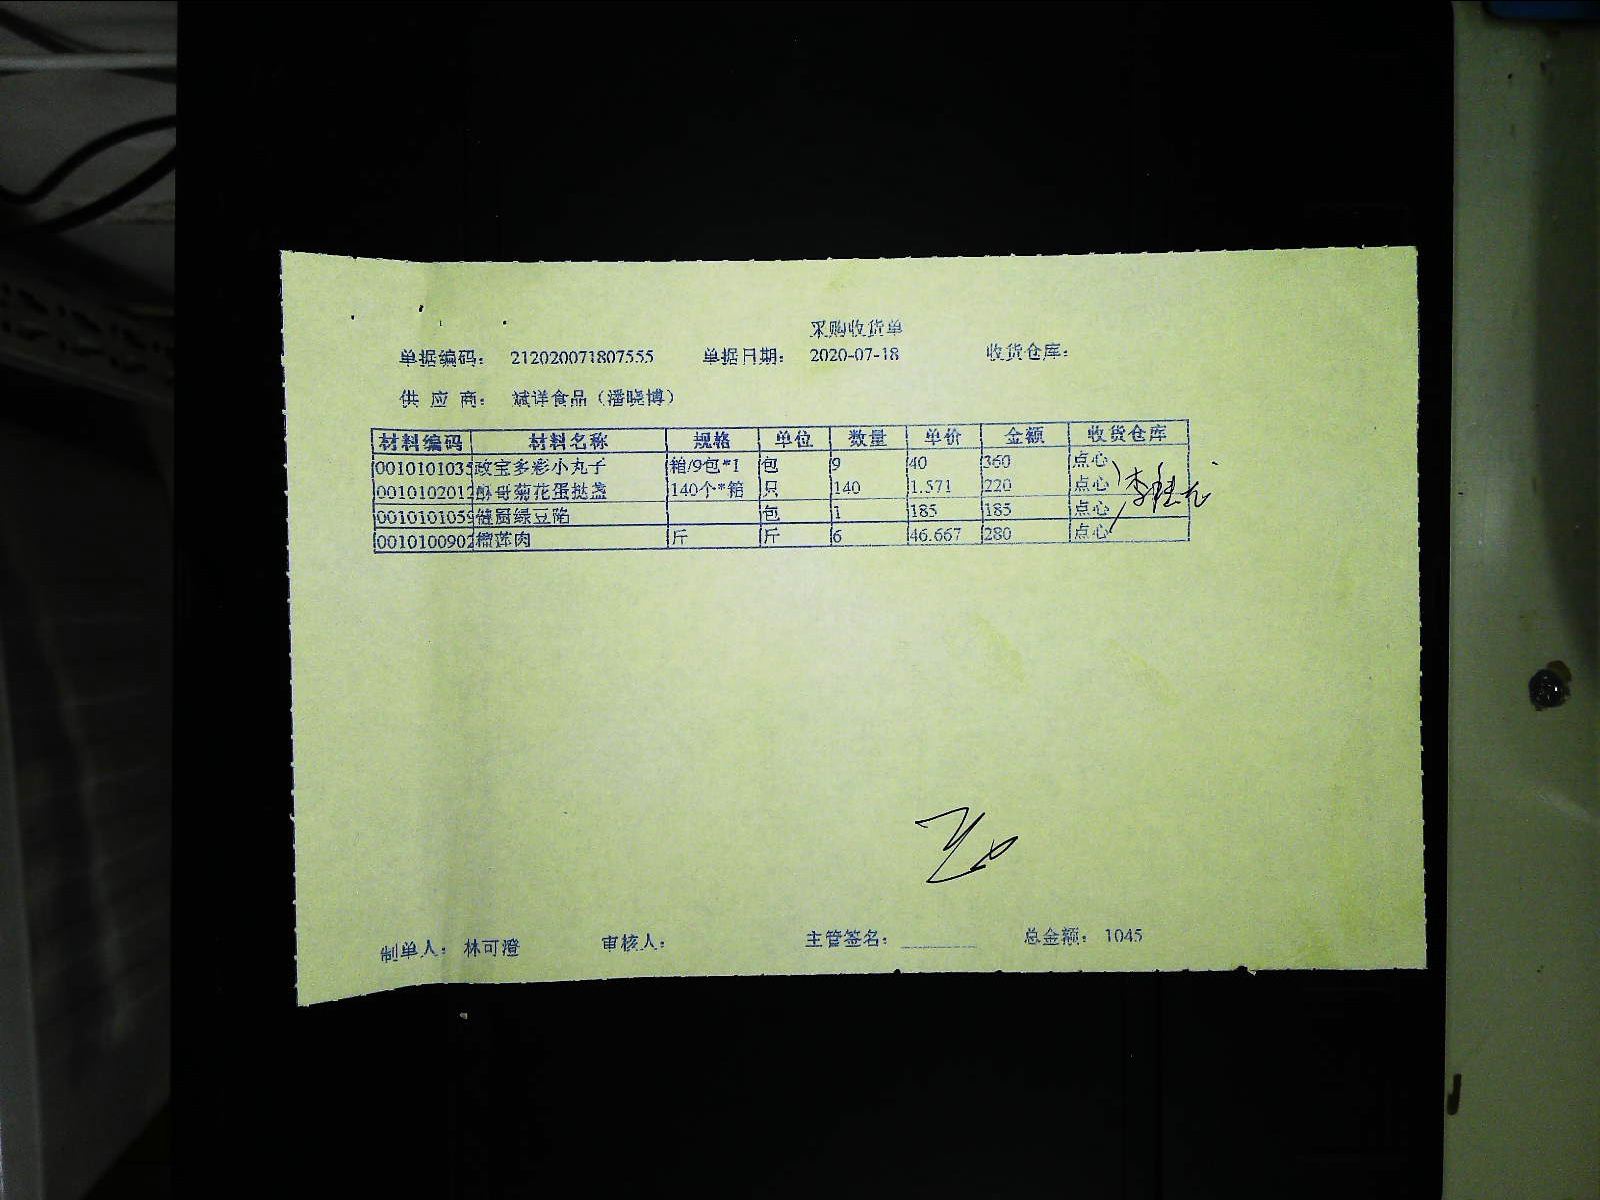 采购收货单
单据编码： 212020071807555 单据日期： 2020-07-18 收货仓库：
供 应 商： 斌洋食品（潘晓博）
材料编码 材料名称 规格 单位 数量 单价 金额 收货仓库
0010101035 政宝多彩小丸子 箱/9包*1 包 9 40 360 点心
0010102012 酥哥菊花蛋挞盏 140个*箱 只 140 1.571 220 点心
0010101059 健厨绿豆陷 包 1 185 185 点心
0010100902 榴莲肉 斤 斤 6 46.667 280 点心
制单人： 林可澄 审核人： 主管签名： 总金额： 1045